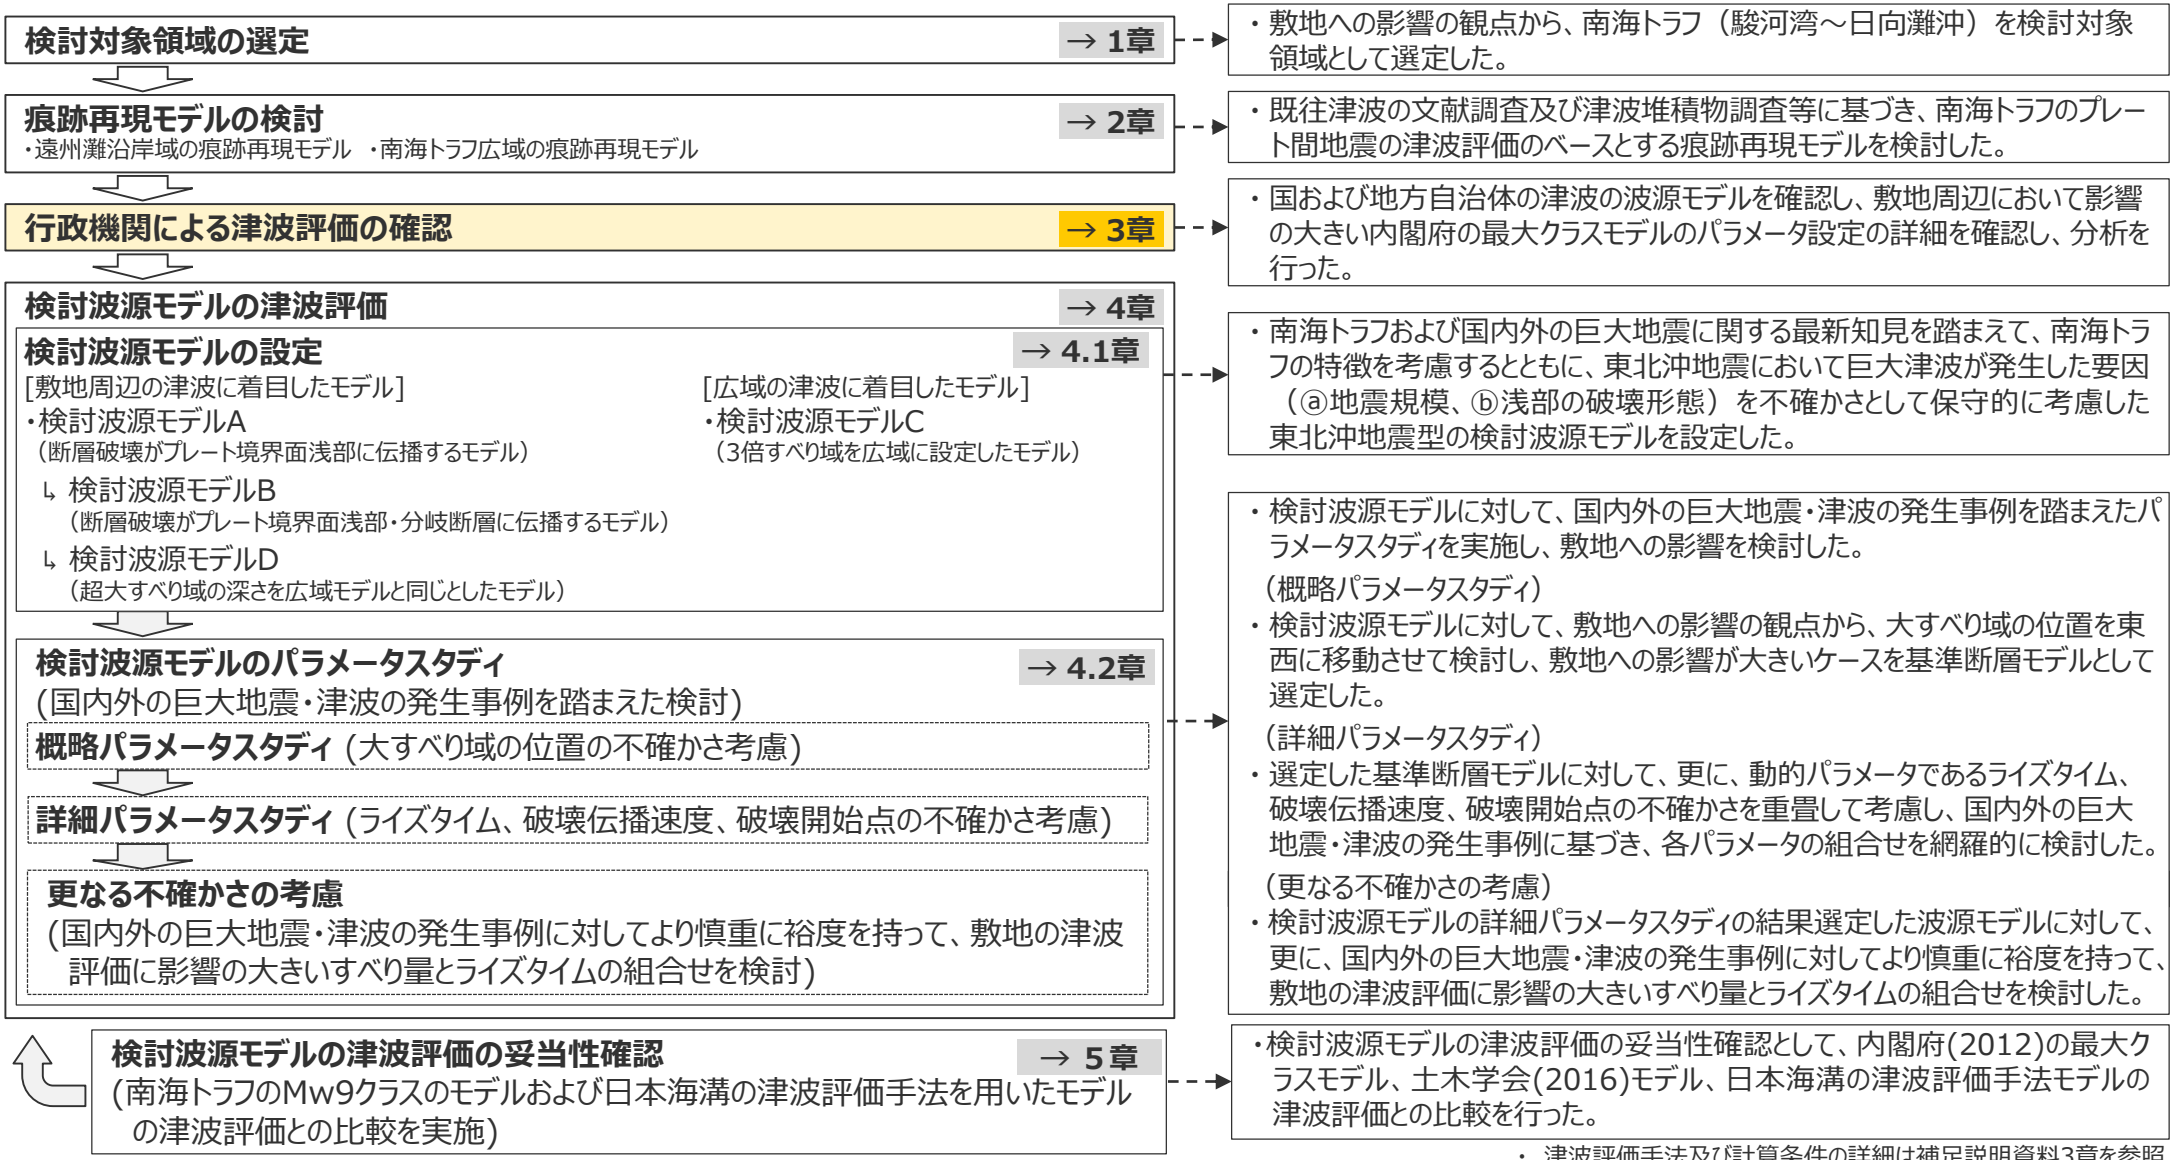 検討対象領域の選定 → 1章
・敷地への影響の観点から、南海トラフ（駿河湾～日向灘沖）を検討対象
領域として選定した。
痕跡再現モデルの検討 → 2章
・遠州灘沿岸域の痕跡再現モデル ・南海トラフ広域の痕跡再現モデル
・既往津波の文献調査及び津波堆積物調査等に基づき、南海トラフのプレー
ト間地震の津波評価のベースとする痕跡再現モデルを検討した。
行政機関による津波評価の確認 → 3章
・国および地方自治体の津波の波源モデルを確認し、敷地周辺において影響
の大きい内閣府の最大クラスモデルのパラメータ設定の詳細を確認し、分析を
行った。
検討波源モデルの津波評価 → 4章
検討波源モデルの設定 → 4.1章
[敷地周辺の津波に着目したモデル]
・検討波源モデルA
（断層破壊がプレート境界面浅部に伝播するモデル）
↳ 検討波源モデルB
（断層破壊がプレート境界面浅部・分岐断層に伝播するモデル）
↳ 検討波源モデルD
（超大すべり域の深さを広域モデルと同じとしたモデル）
[広域の津波に着目したモデル]
・検討波源モデルC
（3倍すべり域を広域に設定したモデル）
・南海トラフおよび国内外の巨大地震に関する最新知見を踏まえて、南海トラ
フの特徴を考慮するとともに、東北沖地震において巨大津波が発生した要因
（ⓐ地震規模、ⓑ浅部の破壊形態）を不確かさとして保守的に考慮した
東北沖地震型の検討波源モデルを設定した。
検討波源モデルのパラメータスタディ → 4.2章
(国内外の巨大地震・津波の発生事例を踏まえた検討)
概略パラメータスタディ (大すべり域の位置の不確かさ考慮)
詳細パラメータスタディ (ライズタイム、破壊伝播速度、破壊開始点の不確かさ考慮)
更なる不確かさの考慮
(国内外の巨大地震・津波の発生事例に対してより慎重に裕度を持って、敷地の津波
評価に影響の大きいすべり量とライズタイムの組合せを検討)
・検討波源モデルに対して、国内外の巨大地震・津波の発生事例を踏まえたパ
ラメータスタディを実施し、敷地への影響を検討した。
（概略パラメータスタディ）
・検討波源モデルに対して、敷地への影響の観点から、大すべり域の位置を東
西に移動させて検討し、敷地への影響が大きいケースを基準断層モデルとして
選定した。
（詳細パラメータスタディ）
・選定した基準断層モデルに対して、更に、動的パラメータであるライズタイム、
破壊伝播速度、破壊開始点の不確かさを重畳して考慮し、国内外の巨大
地震・津波の発生事例に基づき、各パラメータの組合せを網羅的に検討した。
（更なる不確かさの考慮）
・検討波源モデルの詳細パラメータスタディの結果選定した波源モデルに対して、
更に、国内外の巨大地震・津波の発生事例に対してより慎重に裕度を持って、
敷地の津波評価に影響の大きいすべり量とライズタイムの組合せを検討した。
検討波源モデルの津波評価の妥当性確認 → 5章
(南海トラフのMw9クラスのモデルおよび日本海溝の津波評価手法を用いたモデル
の津波評価との比較を実施)
・検討波源モデルの津波評価の妥当性確認として、内閣府(2012)の最大ク
ラスモデル、土木学会(2016)モデル、日本海溝の津波評価手法モデルの
津波評価との比較を行った。
・ 津波評価手法及び計算条件の詳細は補足説明資料3章を参照